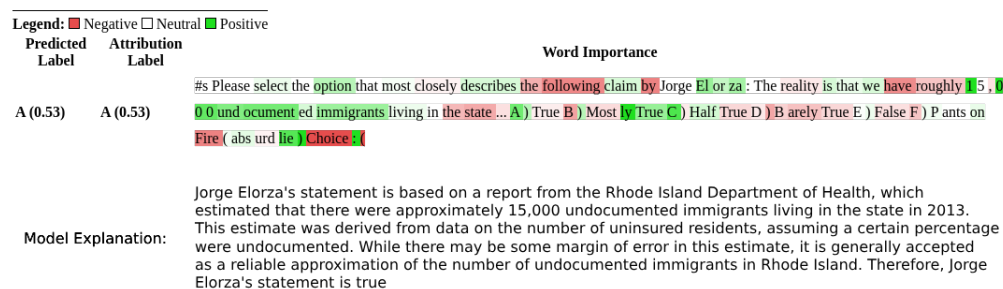 Legend: Negative Neutral Positive
Predicted Label
Attribution Label
Word Importance
A (0.53)
A (0.53)
#s Please select the option that most closely describes the following claim by Jorge El or za : The reality is that we have roughly 1 5 , 0
0 0 und ocument ed immigrants living in the state ... A ) True B ) Most ly True C ) Half True D ) B arely True E ) False F ) P ants on
Fire ( abs urd lie ) Choice : (
Model Explanation:
Jorge Elorza's statement is based on a report from the Rhode Island Department of Health, which
estimated that there were approximately 15,000 undocumented immigrants living in the state in 2013.
This estimate was derived from data on the number of uninsured residents, assuming a certain percentage
were undocumented. While there may be some margin of error in this estimate, it is generally accepted
as a reliable approximation of the number of undocumented immigrants in Rhode Island. Therefore, Jorge
Elorza's statement is true